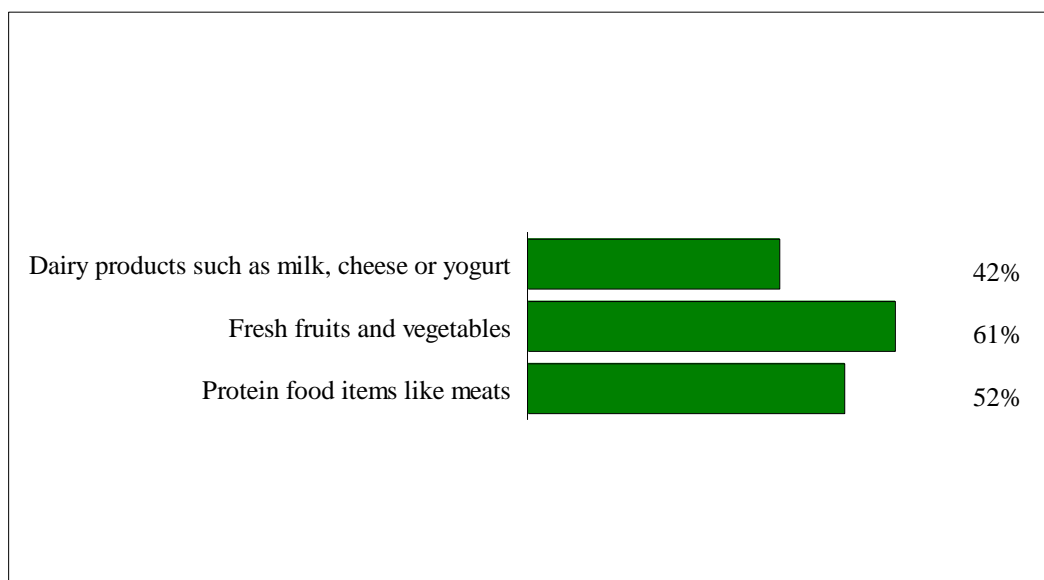 Dairy products such as milk, cheese or yogurt 42%
Fresh fruits and vegetables 61%
Protein food items like meats 52%